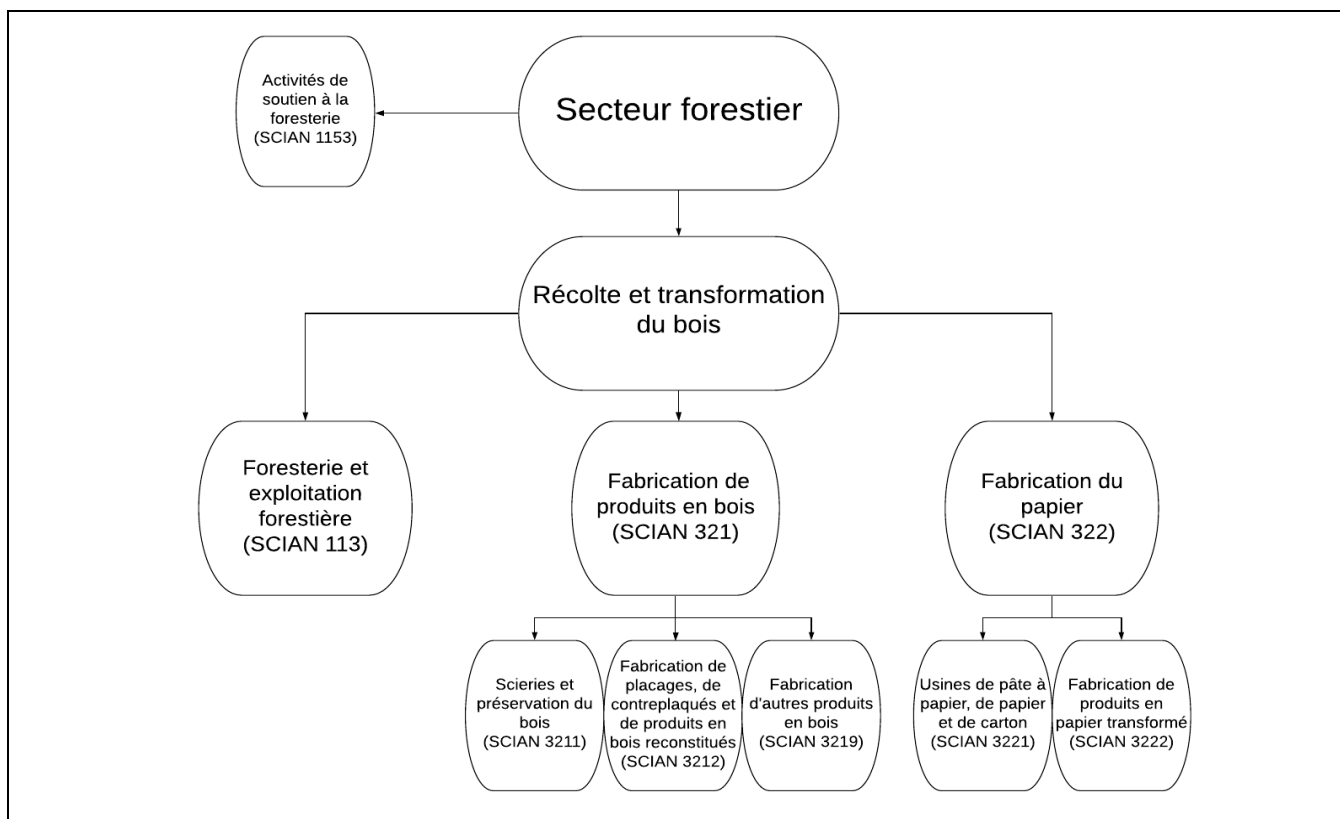 Activités de
soutien à la
foresterie
(SCIAN 1153)
Secteur forestier
Récolte et transformation
du bois
Foresterie et
exploitation
forestière
(SCIAN 113)
Fabrication de
produits en bois
(SCIAN 321)
Fabrication du
papier
(SCIAN 322)
Scieries et
préservation du
bois
(SCIAN 3211)
Fabrication de
placages, de
contreplaqués et
de produits en
bois reconstitués
(SCIAN 3212)
Fabrication
d'autres produits
en bois
(SCIAN 3219)
Usines de pâte à
papier, de papier
et de carton
(SCIAN 3221)
Fabrication de
produits en
papier transformé
(SCIAN 3222)